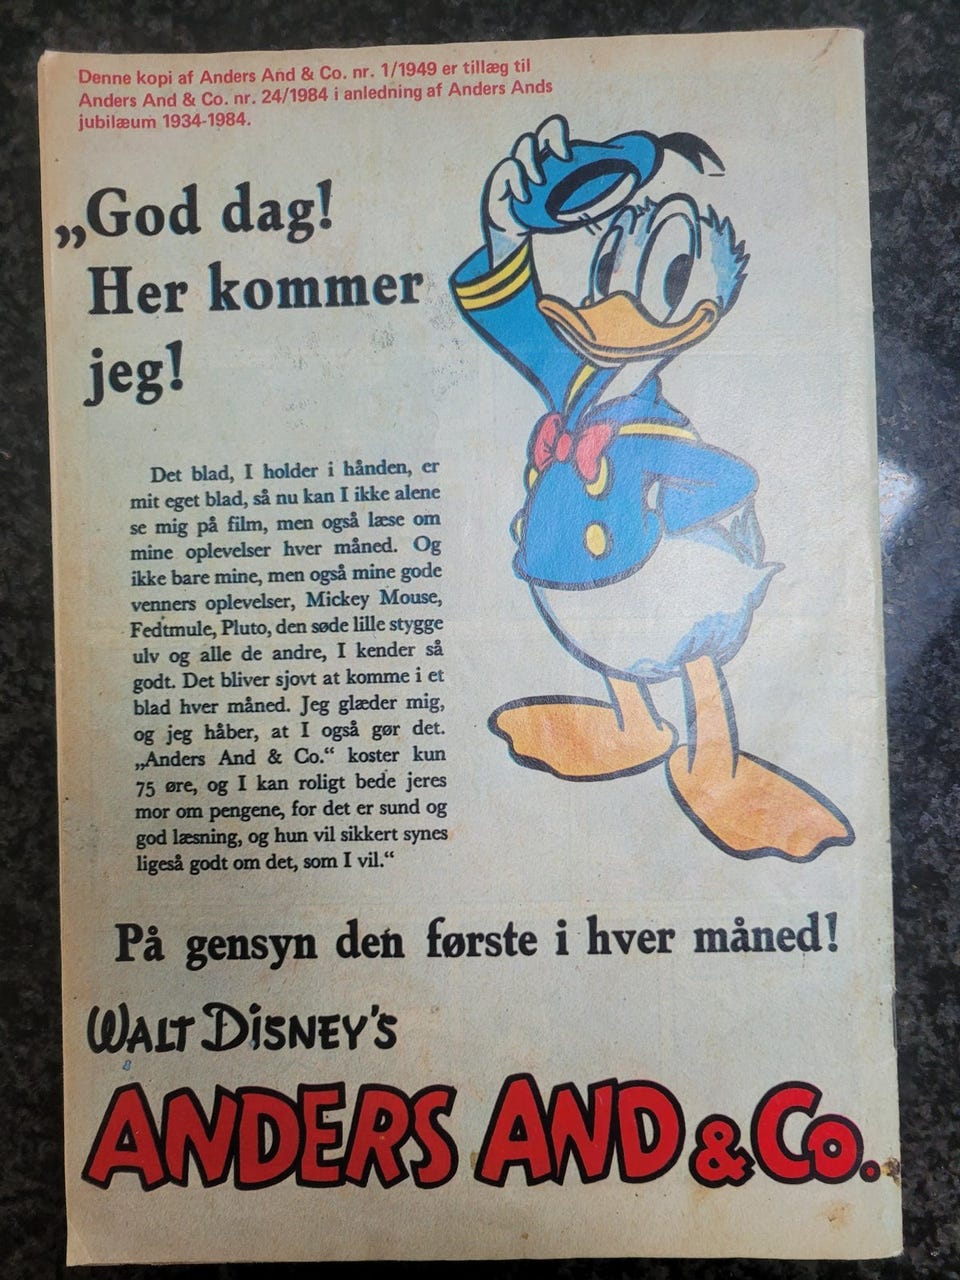 Denne kopi af Anders And & Co. nr. 1/1949 er tillæg til
Anders And & Co. nr. 24/1984 i anledning af Anders Ands
jubilæum 1934-1984.
„God dag!
Her kommer
jeg!
Det blad, I holder i hånden, er
mit eget blad, så nu kan I ikke alene
se mig på film, men også læse om
mine oplevelser hver måned. Og
ikke bare mine, men også mine gode
venners oplevelser, Mickey Mouse,
Fedtmule, Pluto, den søde lille stygge
ulv og alle de andre, I kender så
godt. Det bliver sjovt at komme i et
blad hver måned. Jeg glæder mig,
og jeg håber, at I også gør det.
„Anders And & Co.“ koster kun
75 øre, og I kan roligt bede jeres
mor om pengene, for det er sund og
god læsning, og hun vil sikkert synes
ligeså godt om det, som I vil.“
På gensyn den første i hver måned!
WALT DISNEY'S
ANDERS AND & Co.